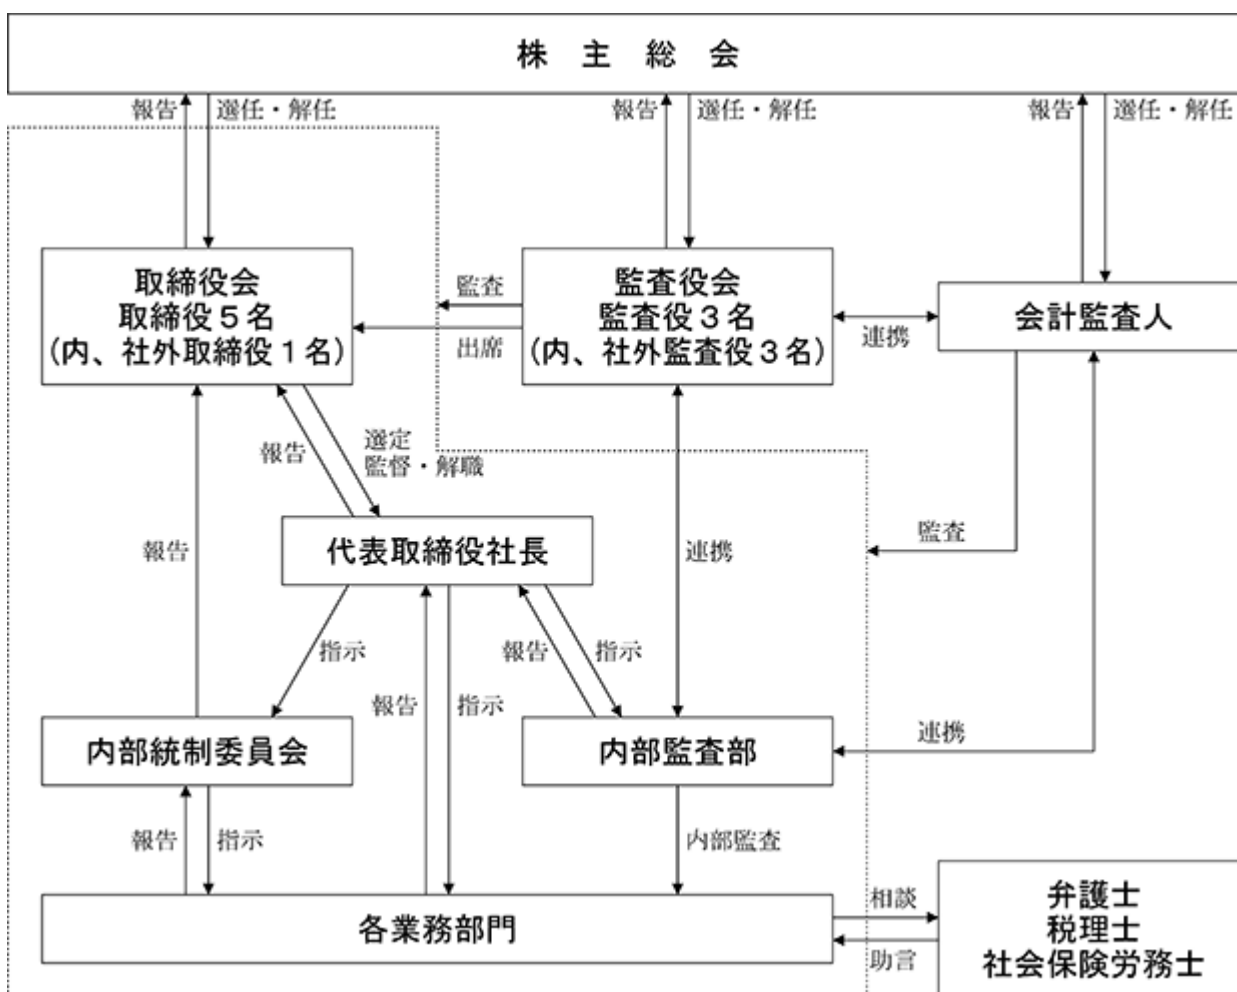 株　主　総　会
報告 選任・解任 報告 選任・解任 報告 選任・解任
取締役会
取締役５名
(内、社外取締役１名)
監査
出席
監査役会
監査役３名
(内、社外監査役３名)
連携
会計監査人
報告
選定
監督・解職
代表取締役社長
報告
連携
監査
指示
報告
指示
報告
指示
内部統制委員会
内部監査部
連携
報告
指示
内部監査
各業務部門
相談
助言
弁護士
税理士
社会保険労務士